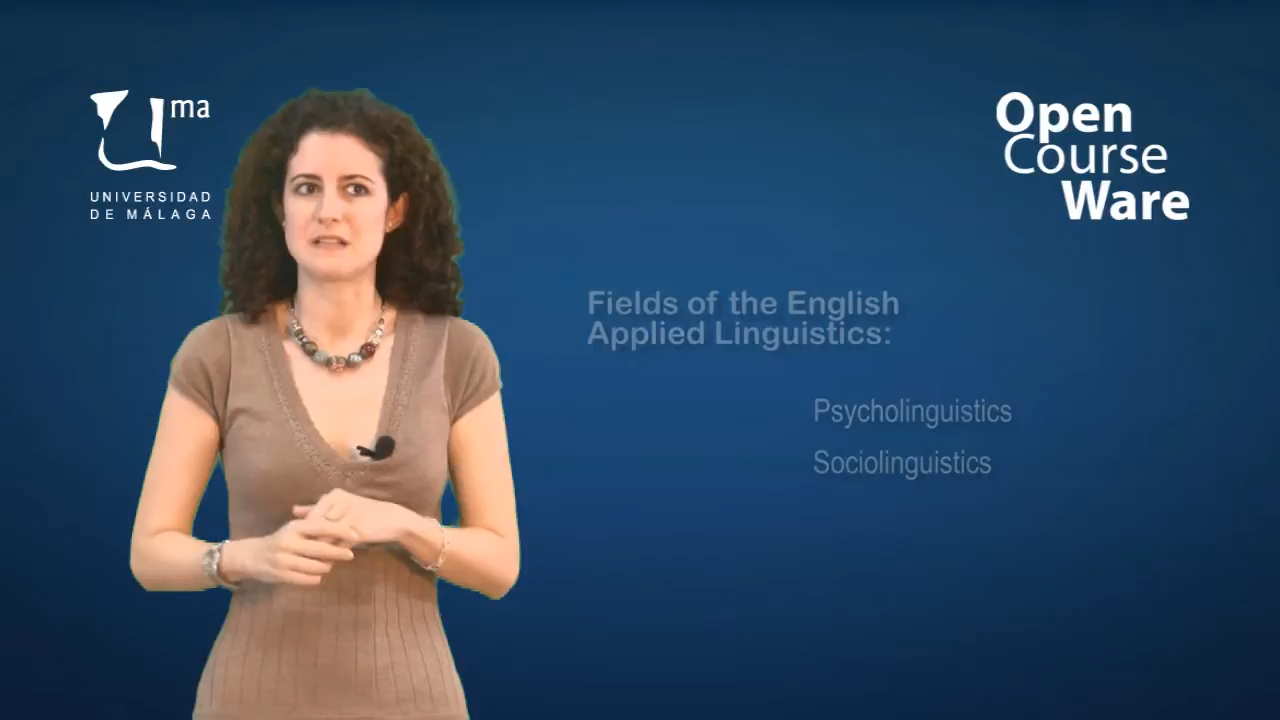 ma
UNIVERSIDAD
DE MÁLAGA
Open
Course
Ware
Fields of the English
Applied Linguistics:
Psycholinguistics
Sociolinguistics